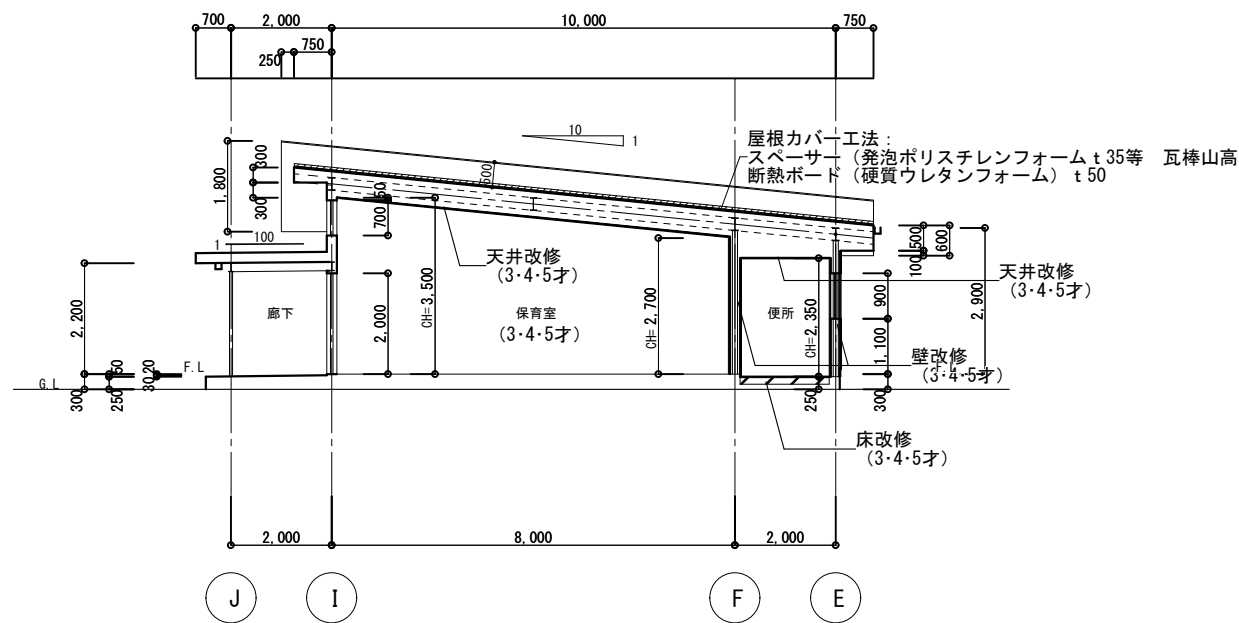 700 2,000 10,000 750
750
250
10
1
屋根カバー工法：
スペーサー（発泡ポリスチレンフォームｔ35等　瓦棒山高
断熱ボード（硬質ウレタンフォーム）ｔ50
300
1,800
300
600
50
700
500
600
100
1
100
天井改修
（3･4･5才）
天井改修
（3･4･5才）
2,200
廊下
2,000
CH=3,500
保育室
（3･4･5才）
CH=2,700
便所
CH=2,350
900
2,900
1,100
壁改修
（3･4･5才）
F.L
G.L
300
250
50
30
20
250
300
床改修
（3･4･5才）
2,000 8,000 2,000
J I F E